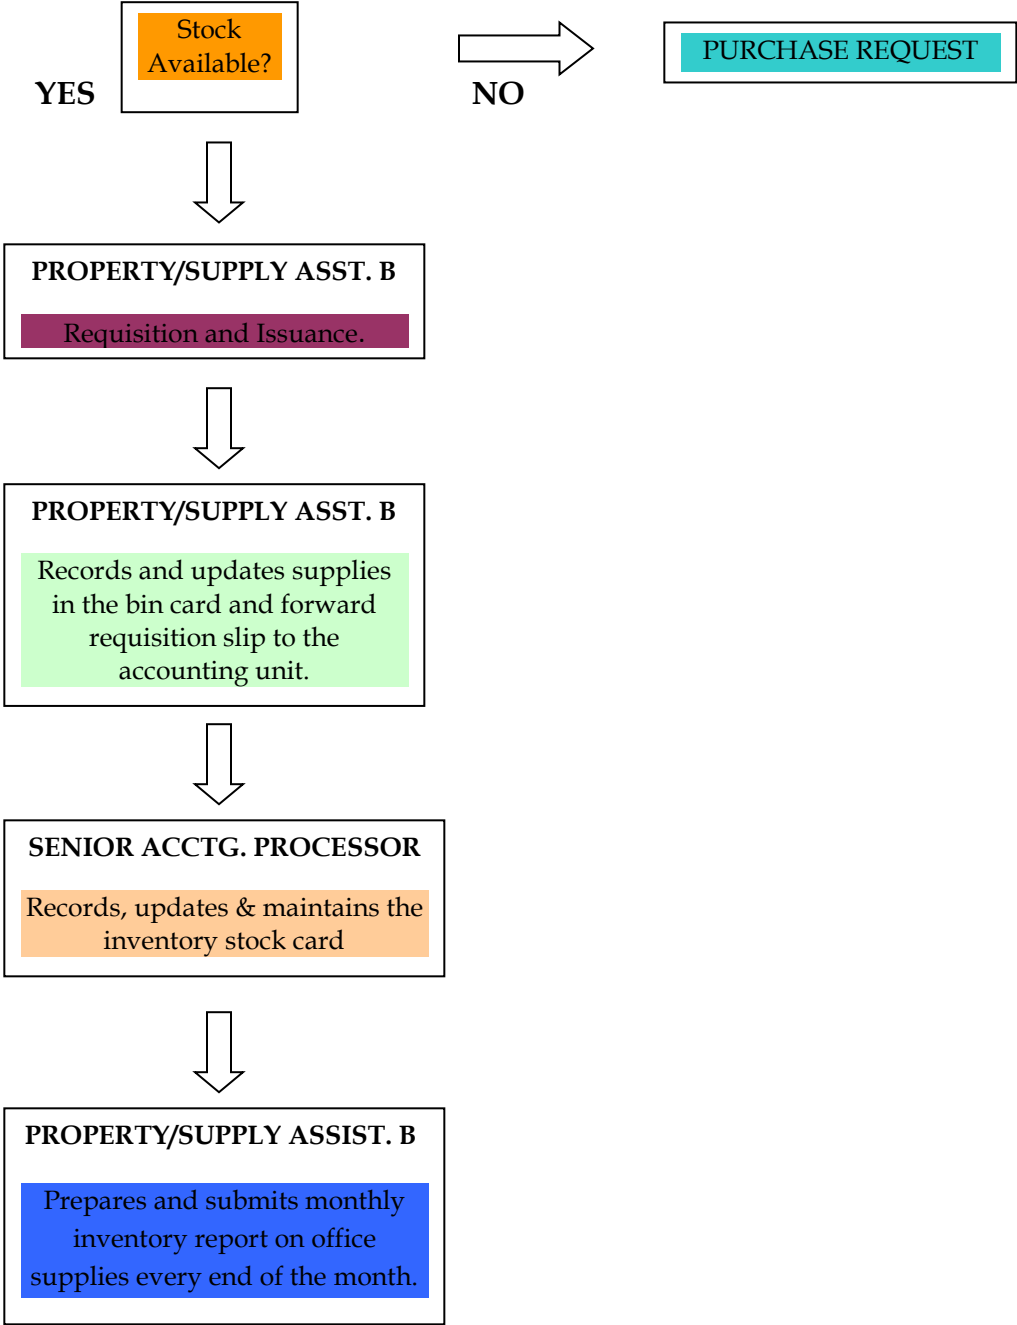 Stock
Available?
PURCHASE REQUEST
YES
NO
PROPERTY/SUPPLY ASST. B
Requisition and Issuance.
PROPERTY/SUPPLY ASST. B
Records and updates supplies
in the bin card and forward
requisition slip to the
accounting unit.
SENIOR ACCTG. PROCESSOR
Records, updates & maintains the
inventory stock card
PROPERTY/SUPPLY ASSIST. B
Prepares and submits monthly
inventory report on office
supplies every end of the month.